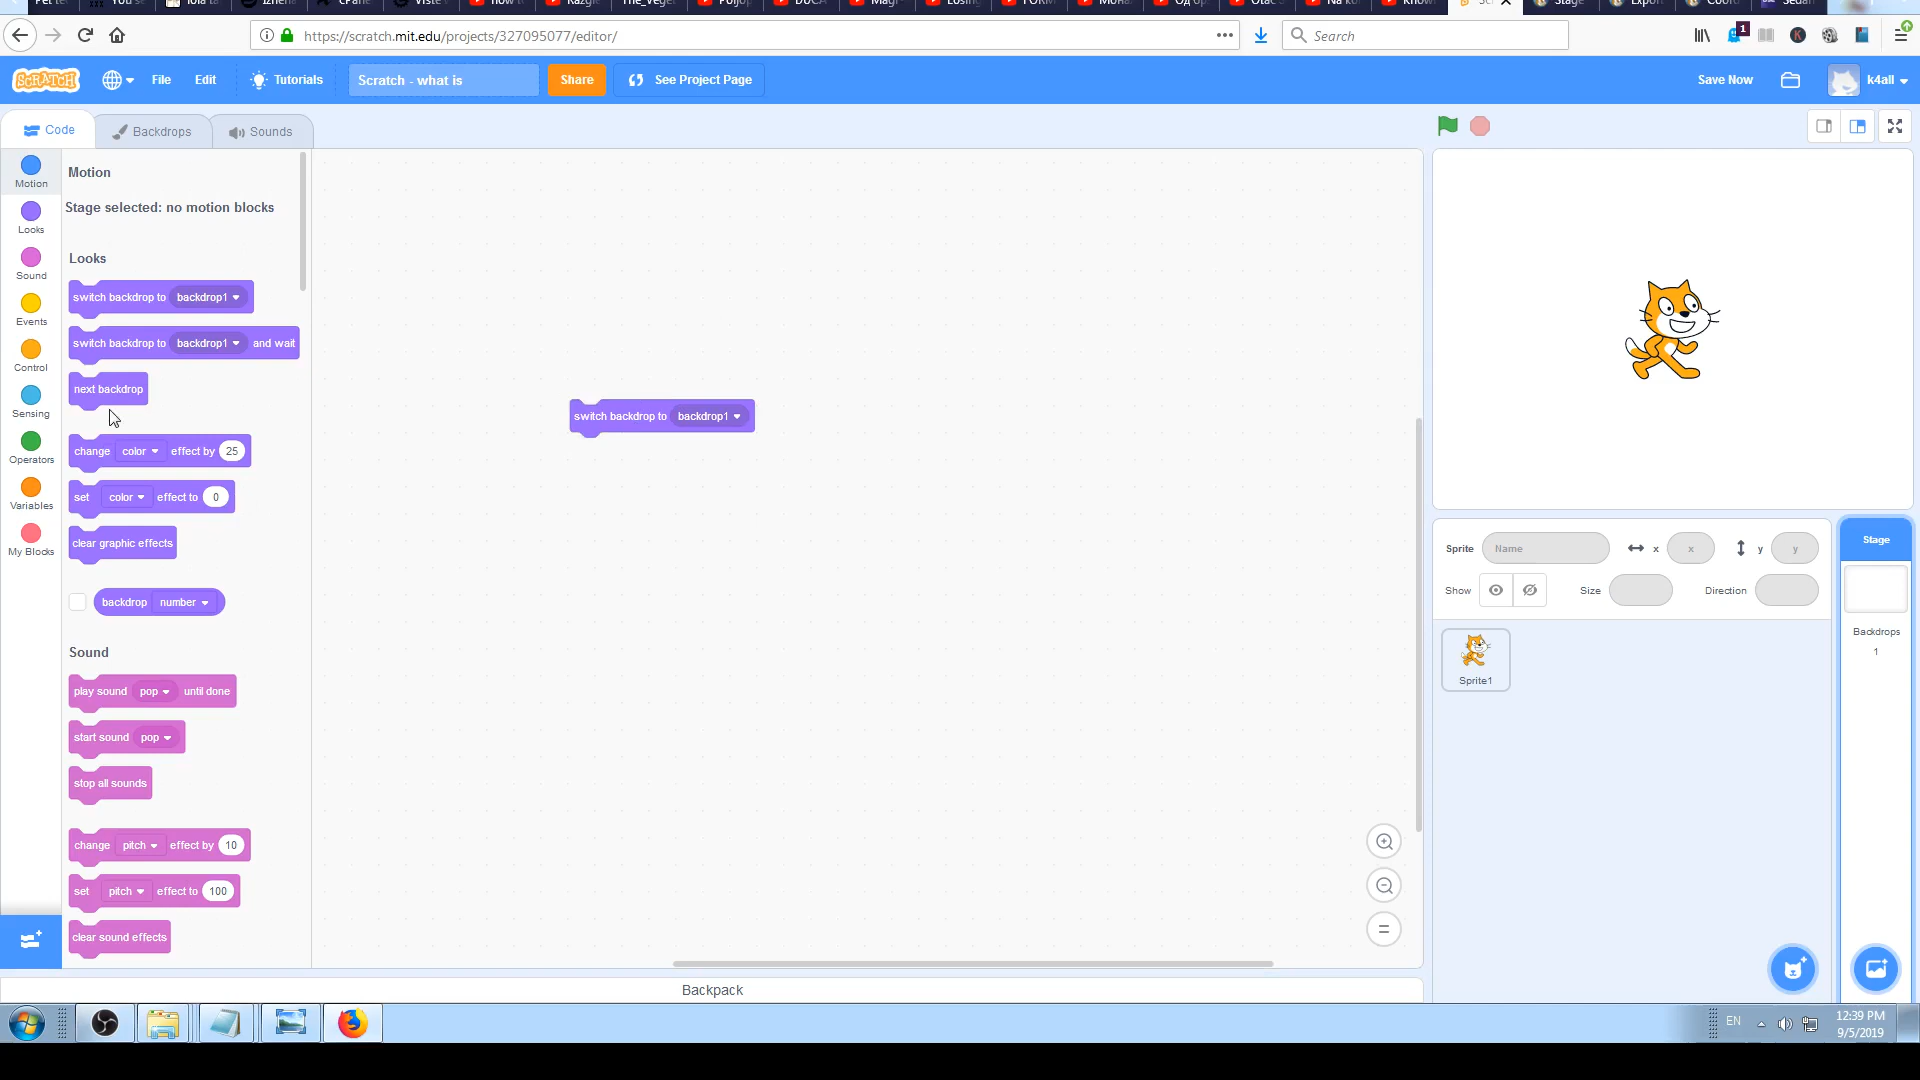 https://scratch.mit.edu/projects/327095077/editor/
Search
1
SCRATCH
File
Edit
Tutorials
Scratch - what is
Share
See Project Page
Save Now
k4all
Code
Backdrops
Sounds
Motion
Looks
Sound
Events
Control
Sensing
Operators
Variables
My Blocks
Motion
Stage selected: no motion blocks
Looks
switch backdrop to backdrop1
switch backdrop to backdrop1 and wait
next backdrop
change color effect by 25
set color effect to 0
clear graphic effects
backdrop number
Sound
play sound pop until done
start sound pop
stop all sounds
change pitch effect by 10
set pitch effect to 100
clear sound effects
switch backdrop to backdrop1
Sprite Name x x y y
Show Size Direction
Sprite1
Stage
Backdrops
1
Backpack
EN
12:39 PM
9/5/2019